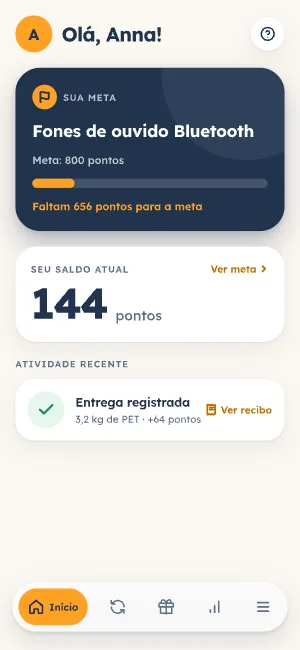 A
Olá, Anna!
SUA META
Fones de ouvido Bluetooth
Meta: 800 pontos
Faltam 656 pontos para a meta
SEU SALDO ATUAL
Ver meta
144 pontos
ATIVIDADE RECENTE
Entrega registrada
3,2 kg de PET · +64 pontos
Ver recibo
Início